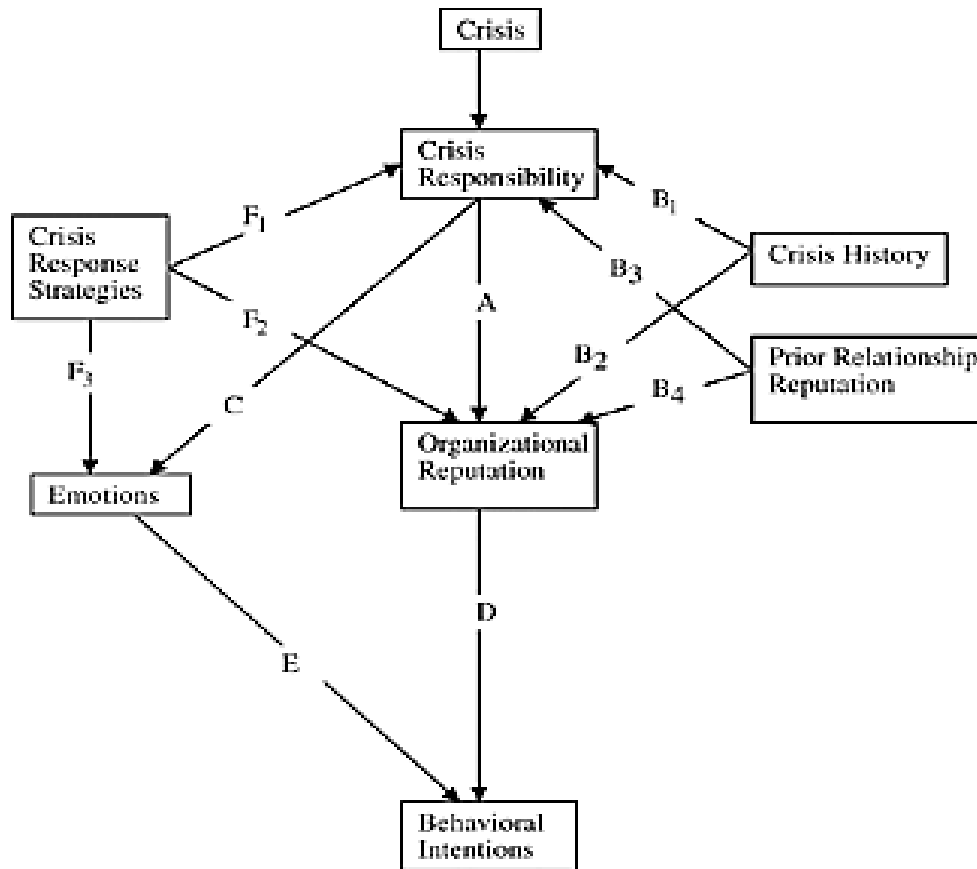 Crisis
Crisis
Responsibility
F1
B1
Crisis
Response
Strategies
Crisis History
B3
A
F2
F3
B2
Prior Relationship
Reputation
C
B4
Organizational
Reputation
Emotions
D
E
Behavioral
Intentions